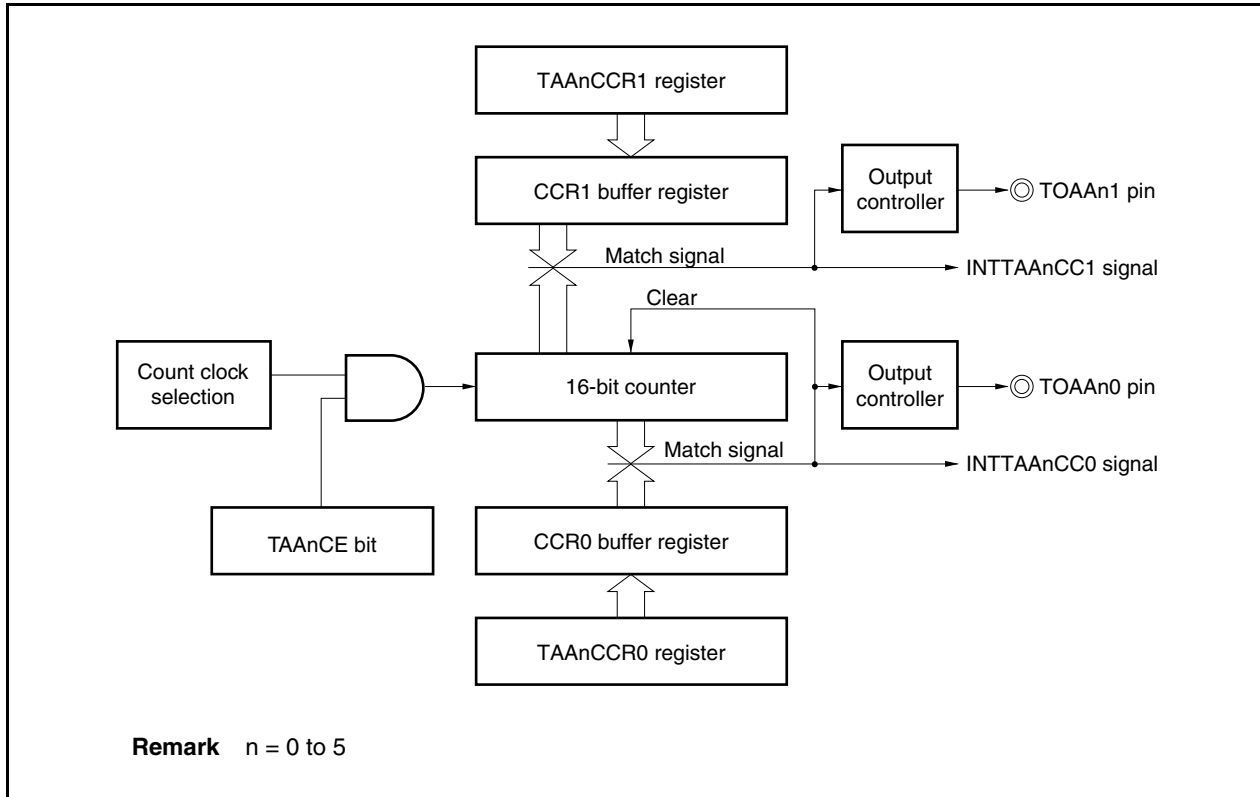 TAAnCCR1 register
CCR1 buffer register
Output
controller
TOAAn1 pin
Match signal
INTTAAnCC1 signal
Clear
Count clock
selection
16-bit counter
Output
controller
TOAAn0 pin
Match signal
INTTAAnCC0 signal
TAAnCE bit
CCR0 buffer register
TAAnCCR0 register
Remark n = 0 to 5